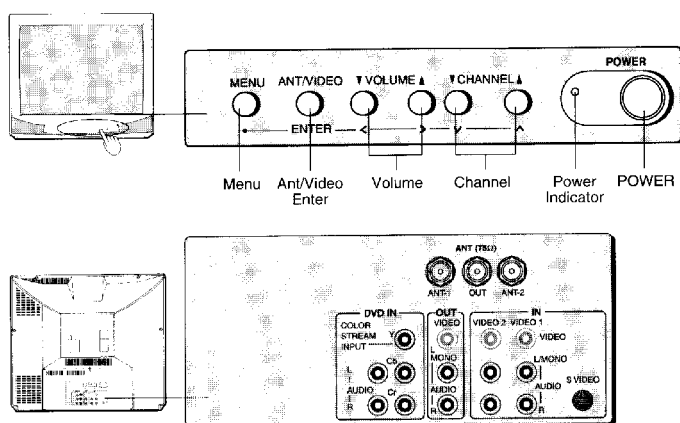 POWER
MENU ANT/VIDEO ▼VOLUME▲ ▼CHANNEL▲
ENTER < > ∨ ∧
Menu Ant/Video Enter Volume Channel Power Indicator POWER
ANT (75Ω)
ANT-1 OUT ANT-2
DVD IN OUT IN
COLOR STREAM INPUT Y VIDEO VIDEO 2 VIDEO 1 VIDEO
L Cb L MONO L/MONO
AUDIO AUDIO AUDIO S VIDEO
R Cr R R